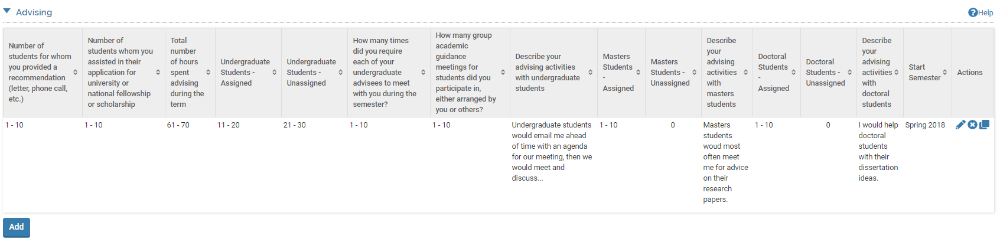 Advising
Help
Number of
students for whom
you provided a
recommendation
(letter, phone call,
etc.)
Number of
students whom you
assisted in their
application for
university or
national fellowship
or scholarship
Total
number
of hours
spent
advising
during the
term
Undergraduate
Students -
Assigned
Undergraduate
Students -
Unassigned
How many times
did you require
each of your
undergraduate
advisees to meet
with you during the
semester?
How many group
academic
guidance
meetings for
students did you
participate in,
either arranged by
you or others?
Describe your
advising activities
with undergraduate
students
Masters
Students
-
Assigned
Masters
Students -
Unassigned
Describe
your
advising
activities
with
masters
students
Doctoral
Students
-
Assigned
Doctoral
Students -
Unassigned
Describe
your
advising
activities
with
doctoral
students
Start
Semester
Actions
1 - 10
1 - 10
61 - 70
11 - 20
21 - 30
1 - 10
1 - 10
Undergraduate students
would email me ahead
of time with an agenda
for our meeting, then we
would meet and
discuss...
1 - 10
0
Masters
students
woud most
often meet
me for advice
on their
research
papers.
1 - 10
0
I would help
doctoral
students
with their
dissertation
ideas.
Spring 2018
Add